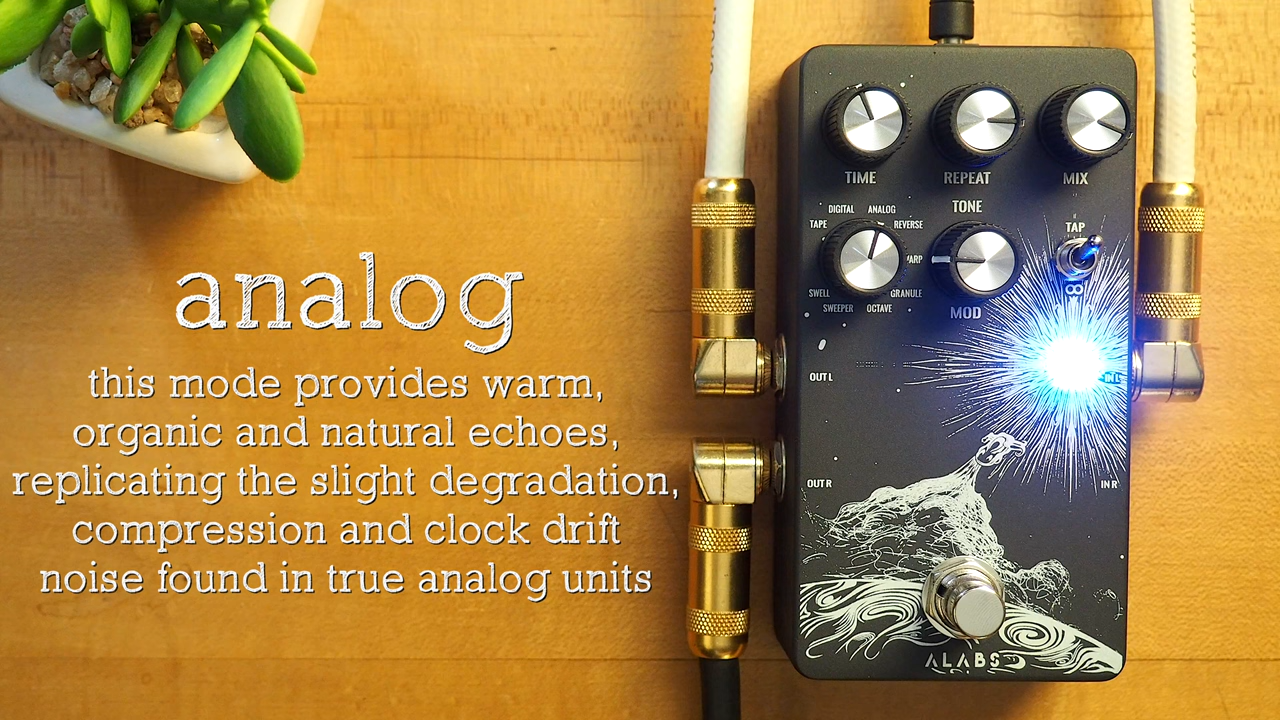 analog
this mode provides warm,
organic and natural echoes,
replicating the slight degradation,
compression and clock drift
noise found in true analog units
TIME REPEAT MIX
TONE
DIGITAL ANALOG
TAPE REVERSE
TAP
SWELL GRANULE
SWEEPER OCTAVE
MOD
OUT L IN L
OUT R IN R
ALABS